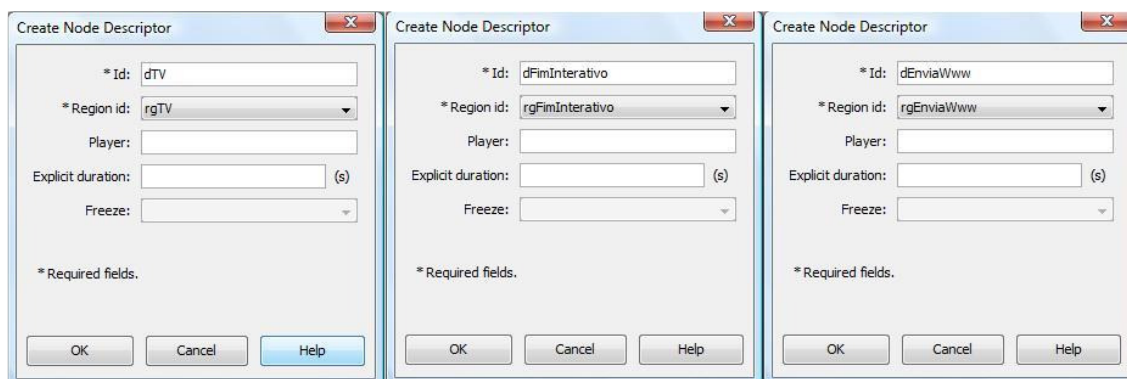 Create Node Descriptor
* Id: dTV
* Region id: rgTV
Player:
Explicit duration: (s)
Freeze:
* Required fields.
OK Cancel Help
Create Node Descriptor
* Id: dFimInterativo
* Region id: rgFimInterativo
Player:
Explicit duration: (s)
Freeze:
* Required fields.
OK Cancel Help
Create Node Descriptor
* Id: dEnviaWww
* Region id: rgEnviaWww
Player:
Explicit duration: (s)
Freeze:
* Required fields.
OK Cancel Help